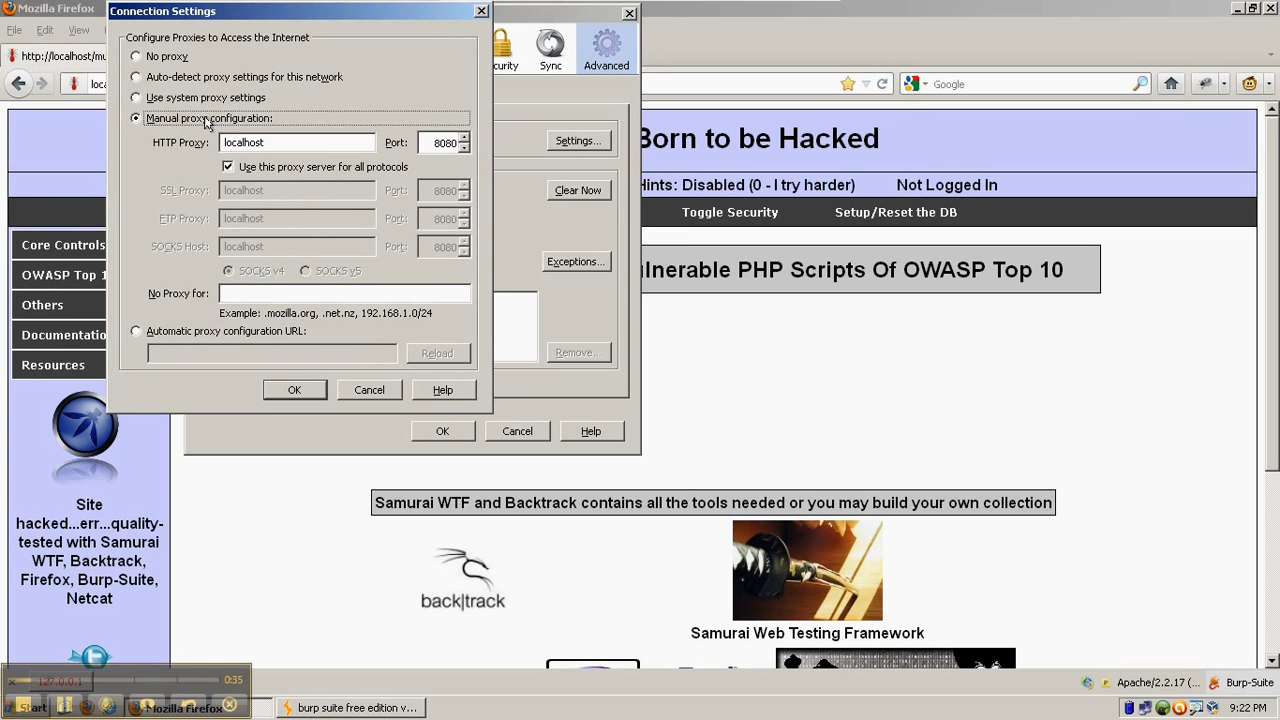 Mozilla Firefox
File Edit View
http://localhost/mu
loc
Connection Settings
Configure Proxies to Access the Internet
No proxy
Auto-detect proxy settings for this network
Use system proxy settings
Manual proxy configuration:
HTTP Proxy: localhost Port: 8080
Use this proxy server for all protocols
SSL Proxy: localhost Port: 8080
FTP Proxy: localhost Port: 8080
SOCKS Host: localhost Port: 8080
SOCKS v4 SOCKS v5
No Proxy for:
Example: .mozilla.org, .net.nz, 192.168.1.0/24
Automatic proxy configuration URL:
Reload
OK Cancel Help
curity Sync Advanced
Settings...
Clear Now
Exceptions...
Remove...
OK Cancel Help
Google
Born to be Hacked
Hints: Disabled (0 - I try harder) Not Logged In
Toggle Security Setup/Reset the DB
Core Controls
OWASP Top 1
Others
Documentatio
Resources
ulnerable PHP Scripts Of OWASP Top 10
Site
hacked...err...quality-
tested with Samurai
WTF, Backtrack,
Firefox, Burp-Suite,
Netcat
Samurai WTF and Backtrack contains all the tools needed or you may build your own collection
back|track
Samurai Web Testing Framework
127.0.0.1 0:35
Apache/2.2.17 (... Burp-Suite
Start
Mozilla Firefox
burp suite free edition v...
9:22 PM